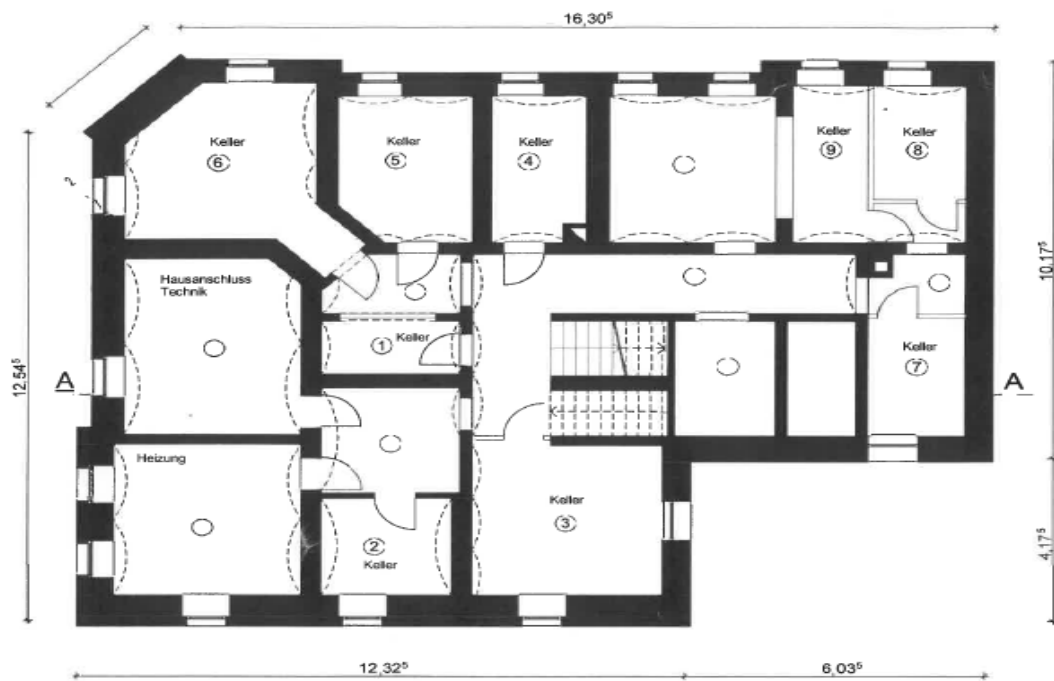 16,30⁵
Keller
6
Keller
5
Keller
4
Keller
9
Keller
8
Hausanschluss
Technik
Keller
1
Keller
7
A
A
12,54⁵
10,17⁵
Heizung
Keller
3
2
Keller
4,17⁵
12,32⁵
6,03⁵